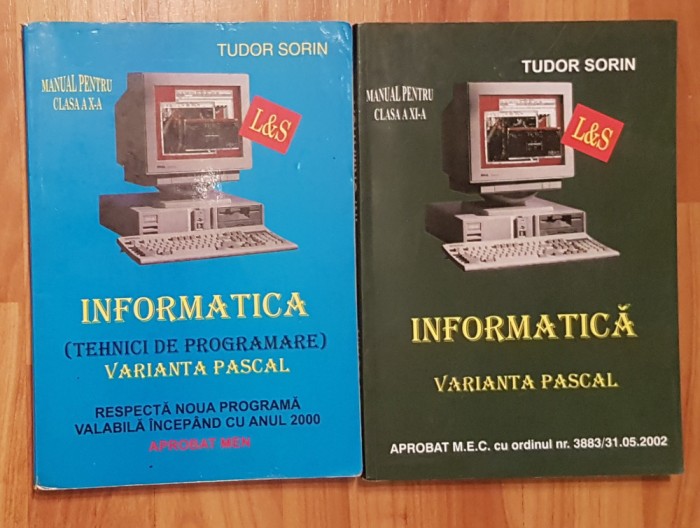 TUDOR SORIN
MANUAL PENTRU
CLASA A X-A
L&S
INFORMATICA
(TEHNICI DE PROGRAMARE)
VARIANTA PASCAL
RESPECTĂ NOUA PROGRAMĂ
VALABILĂ ÎNCEPÂND CU ANUL 2000
APROBAT MEN
TUDOR SORIN
MANUAL PENTRU
CLASA A XI-A
L&S
INFORMATICĂ
VARIANTA PASCAL
APROBAT M.E.C. cu ordinul nr. 3883/31.05.2002